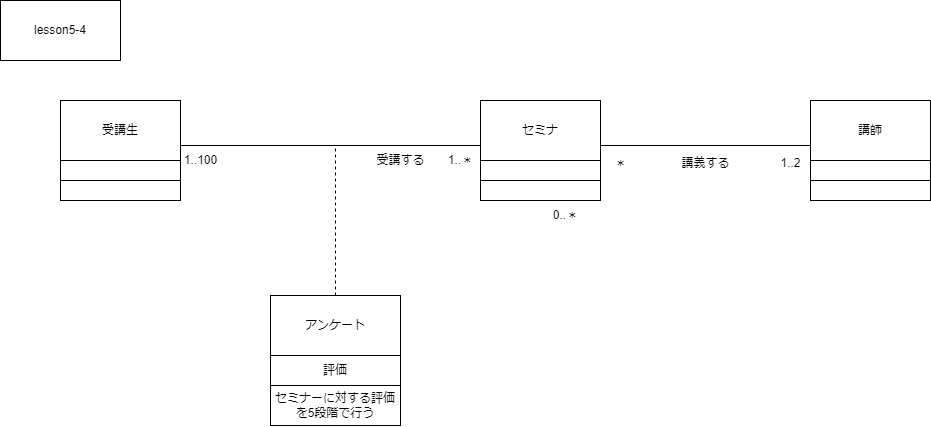 lesson5-4
受講生
セミナ
講師
1..100
受講する
1..＊
＊
講義する
1..2
0..＊
アンケート
評価
セミナーに対する評価
を5段階で行う